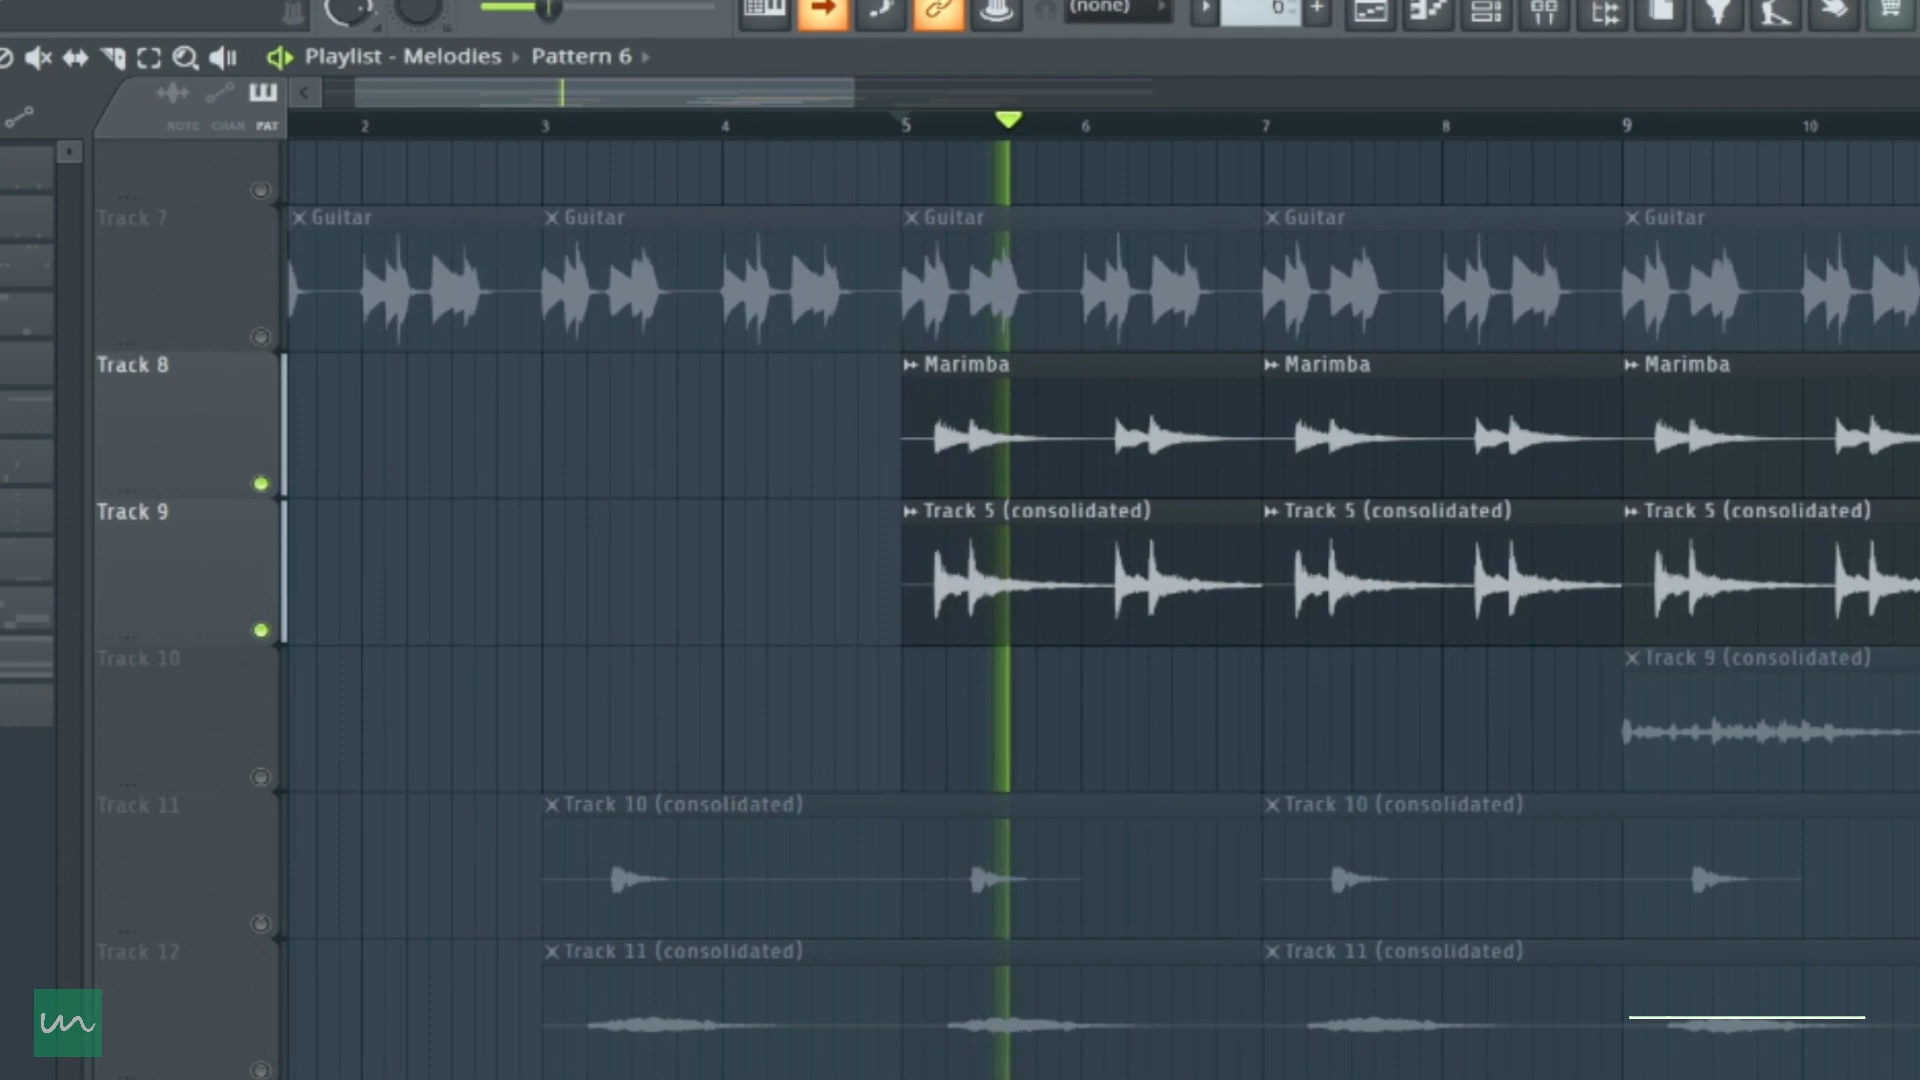 (none)
6
Playlist - Melodies ▸ Pattern 6 ▸
NOTE CHAN PAT
2 3 4 5 6 7 8 9 10
Track 7
Guitar Guitar Guitar Guitar Guitar
Track 8
Marimba Marimba Marimba
Track 9
Track 5 (consolidated) Track 5 (consolidated) Track 5 (consolidated)
Track 10
Track 9 (consolidated)
Track 11
Track 10 (consolidated) Track 10 (consolidated)
Track 12
Track 11 (consolidated) Track 11 (consolidated)